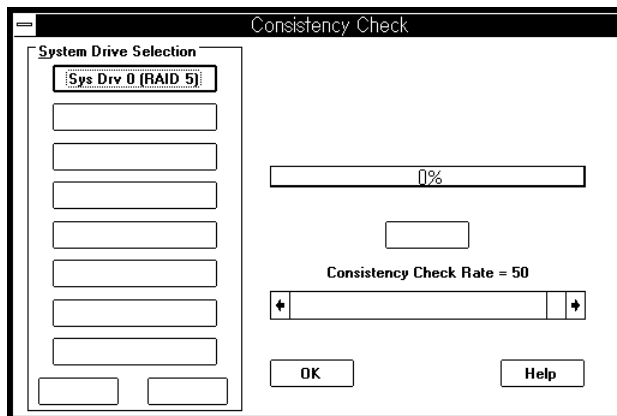 Consistency Check
System Drive Selection
Sys Drv 0 (RAID 5)
0%
Consistency Check Rate = 50
OK
Help